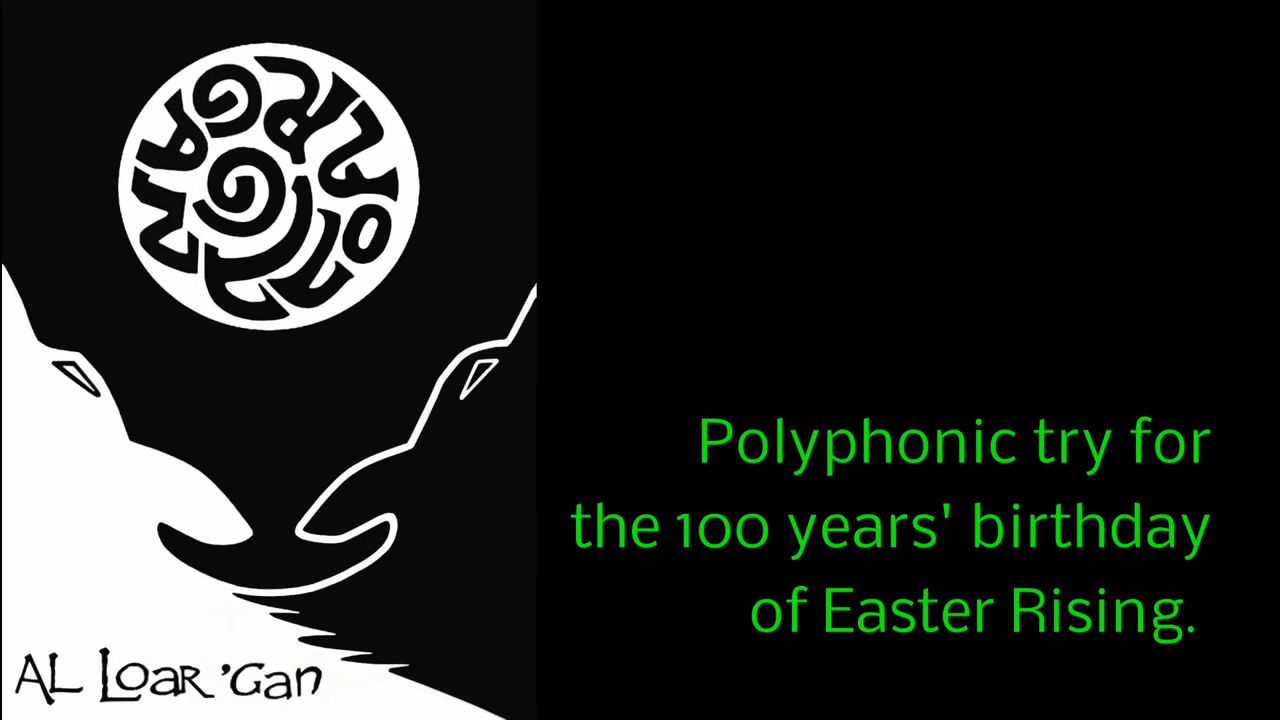 AL Loar 'Gan
Polyphonic try for
the 100 years' birthday
of Easter Rising.